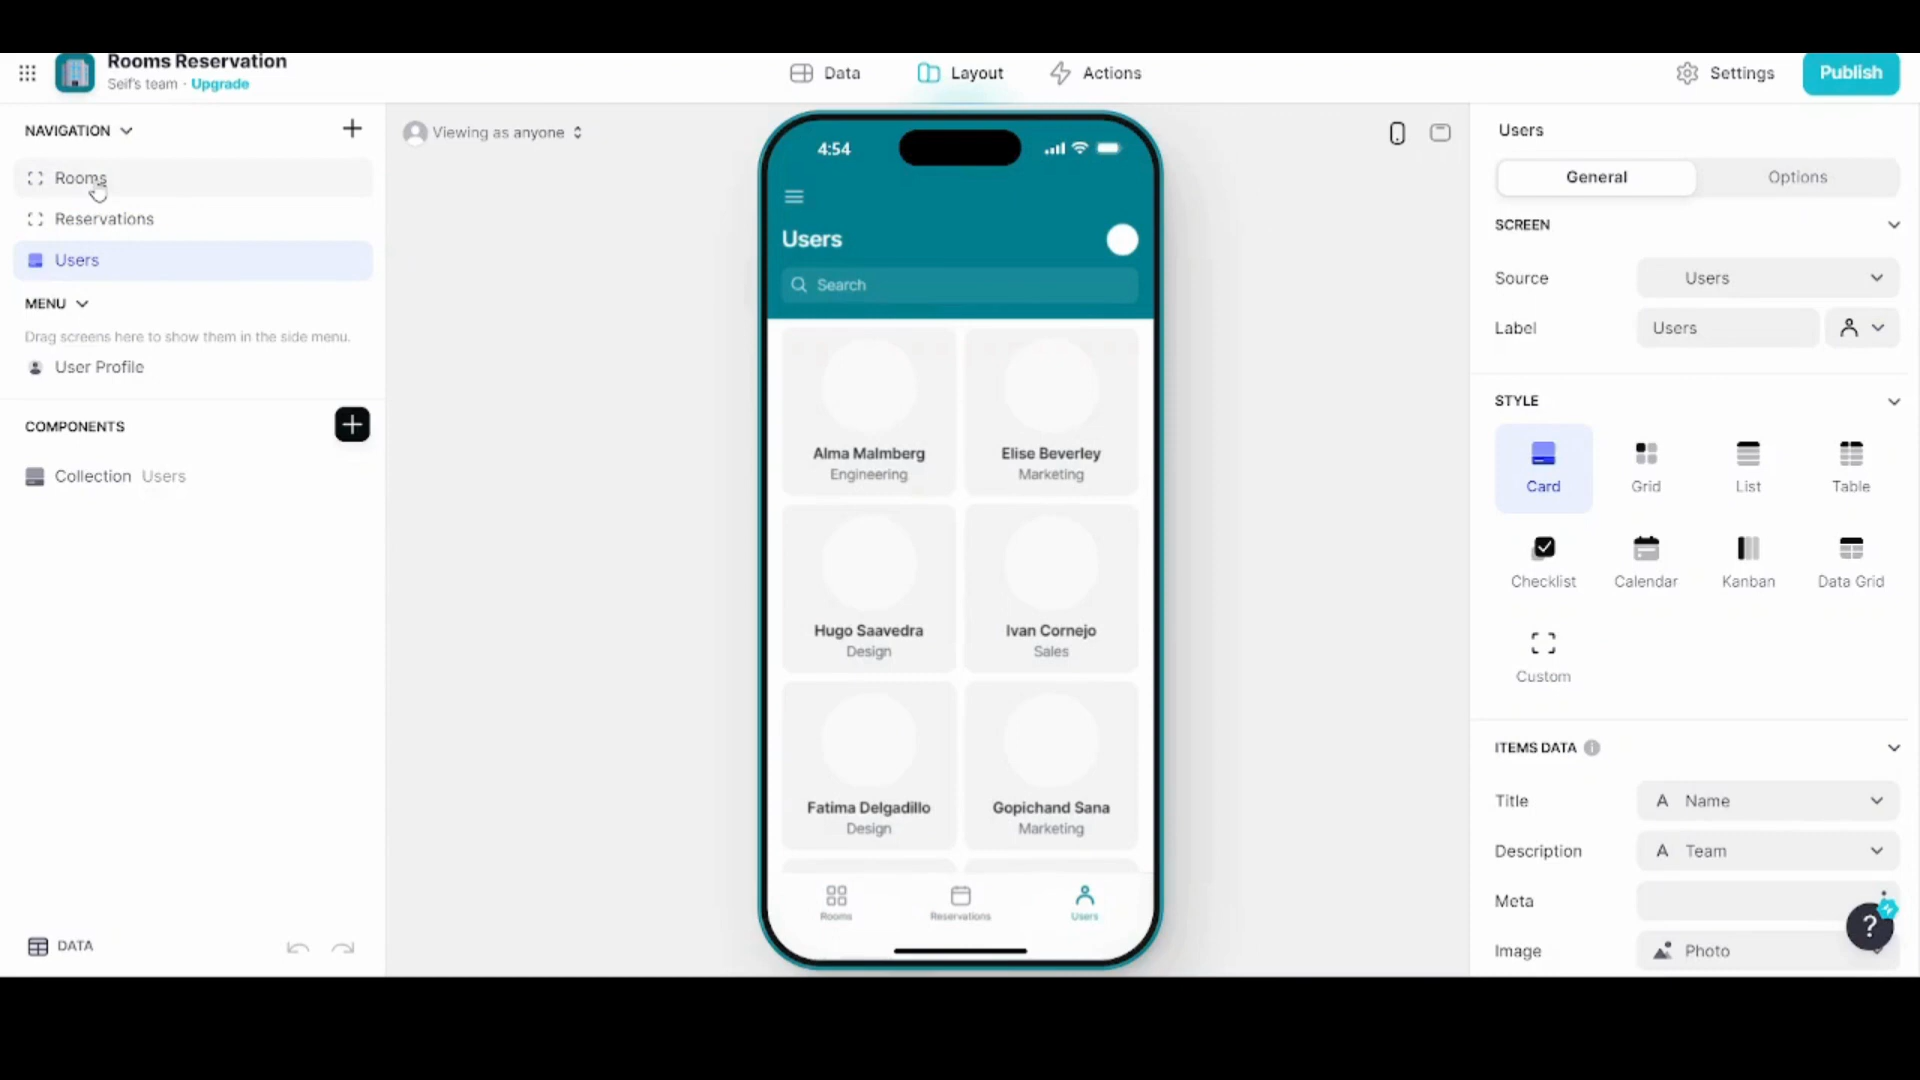 Rooms Reservation
Seif's team · Upgrade
Data
Layout
Actions
Settings
Publish
NAVIGATION
Rooms
Reservations
Users
MENU
Drag screens here to show them in the side menu.
User Profile
COMPONENTS
Collection Users
DATA
Viewing as anyone
4:54
Users
Search
Alma Malmberg
Engineering
Elise Beverley
Marketing
Hugo Saavedra
Design
Ivan Cornejo
Sales
Fatima Delgadillo
Design
Gopichand Sana
Marketing
Rooms
Reservations
Users
Users
General
Options
SCREEN
Source
Users
Label
Users
STYLE
Card
Grid
List
Table
Checklist
Calendar
Kanban
Data Grid
Custom
ITEMS DATA
Title
A Name
Description
A Team
Meta
Image
Photo
?